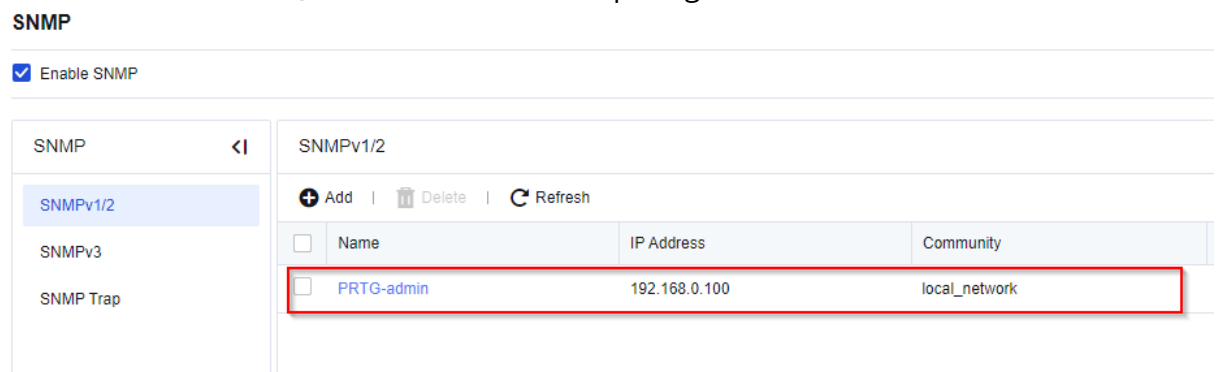 SNMP
Enable SNMP
SNMP
SNMPv1/2
SNMPv3
SNMP Trap
SNMPv1/2
Add | Delete | Refresh
Name IP Address Community
PRTG-admin 192.168.0.100 local_network